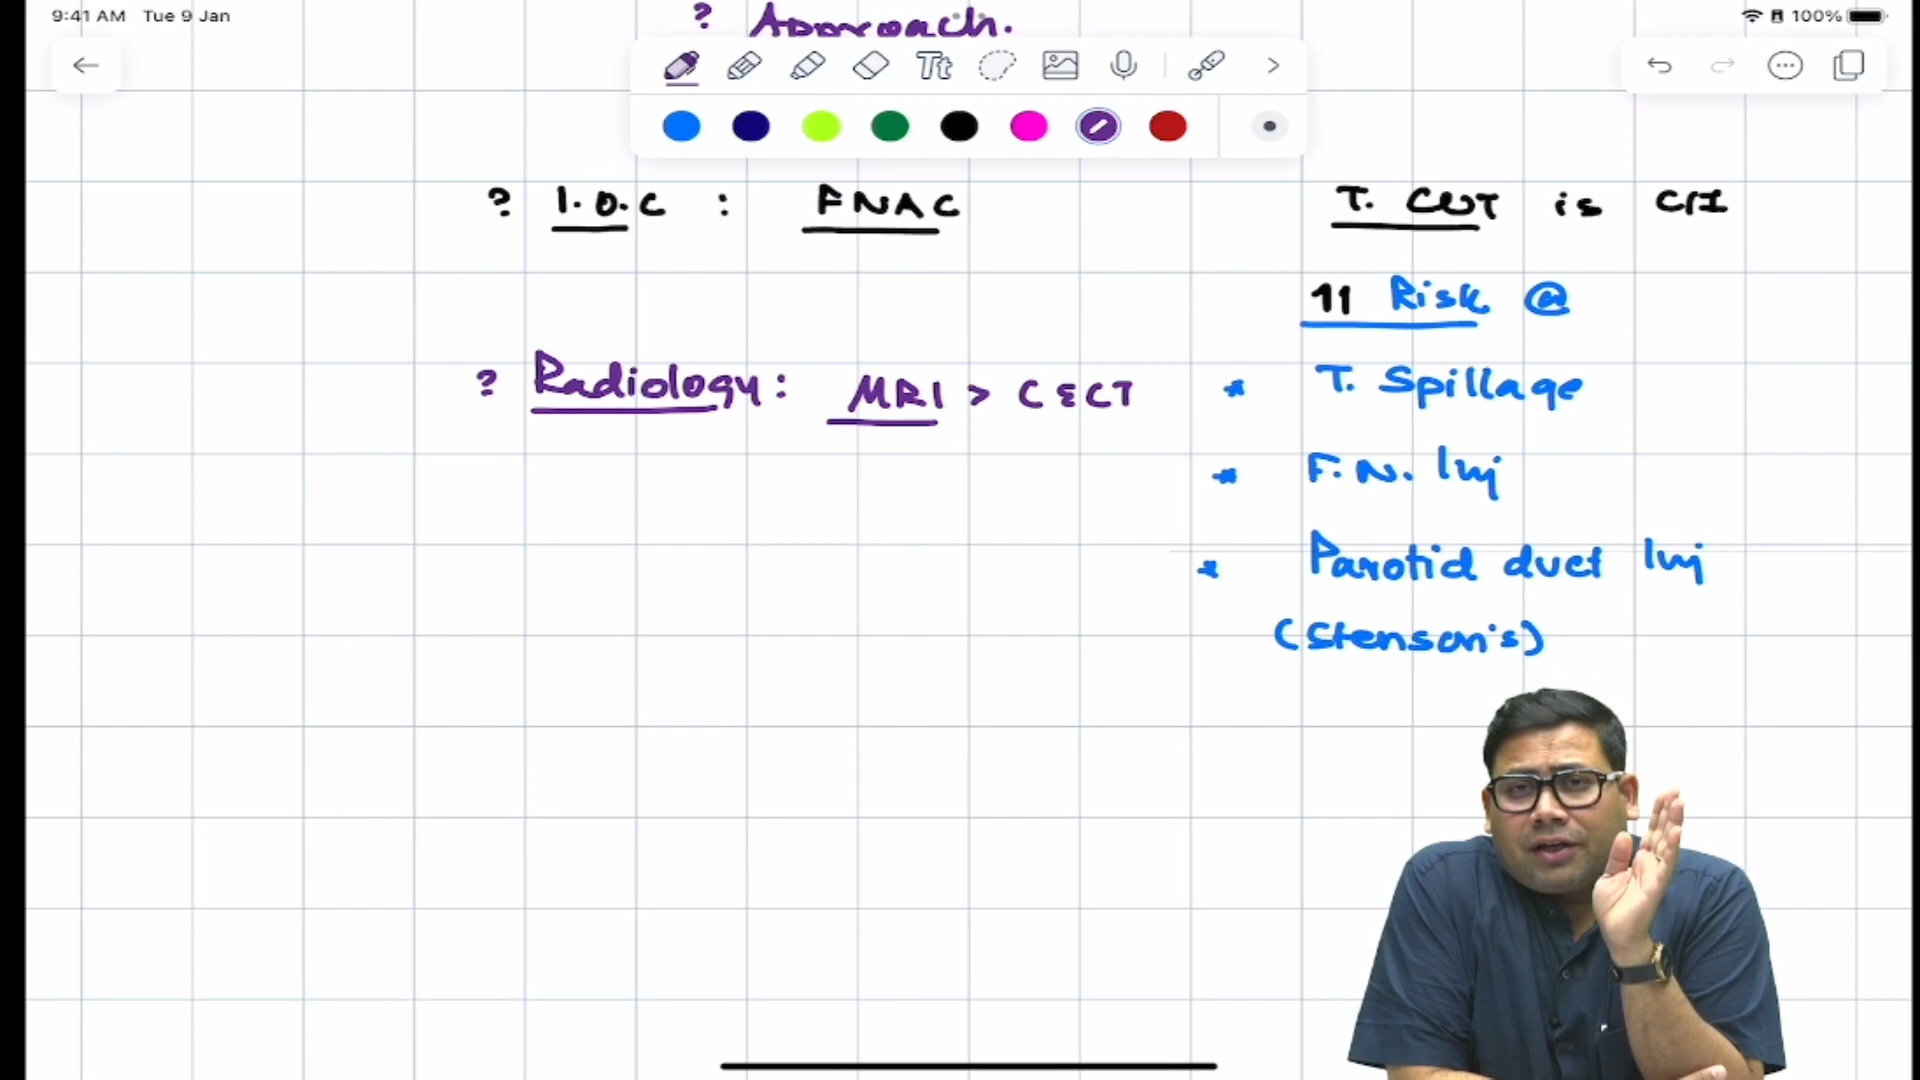 9:41 AM Tue 9 Jan
100%
? Approach.
Tt
? I.O.C : FNAC
T. CUT is C/I
↑↑ Risk @
? Radiology: MRI > CECT
* T. Spillage
* F.N. Inj
* Parotid duct Inj
(Stenson's)